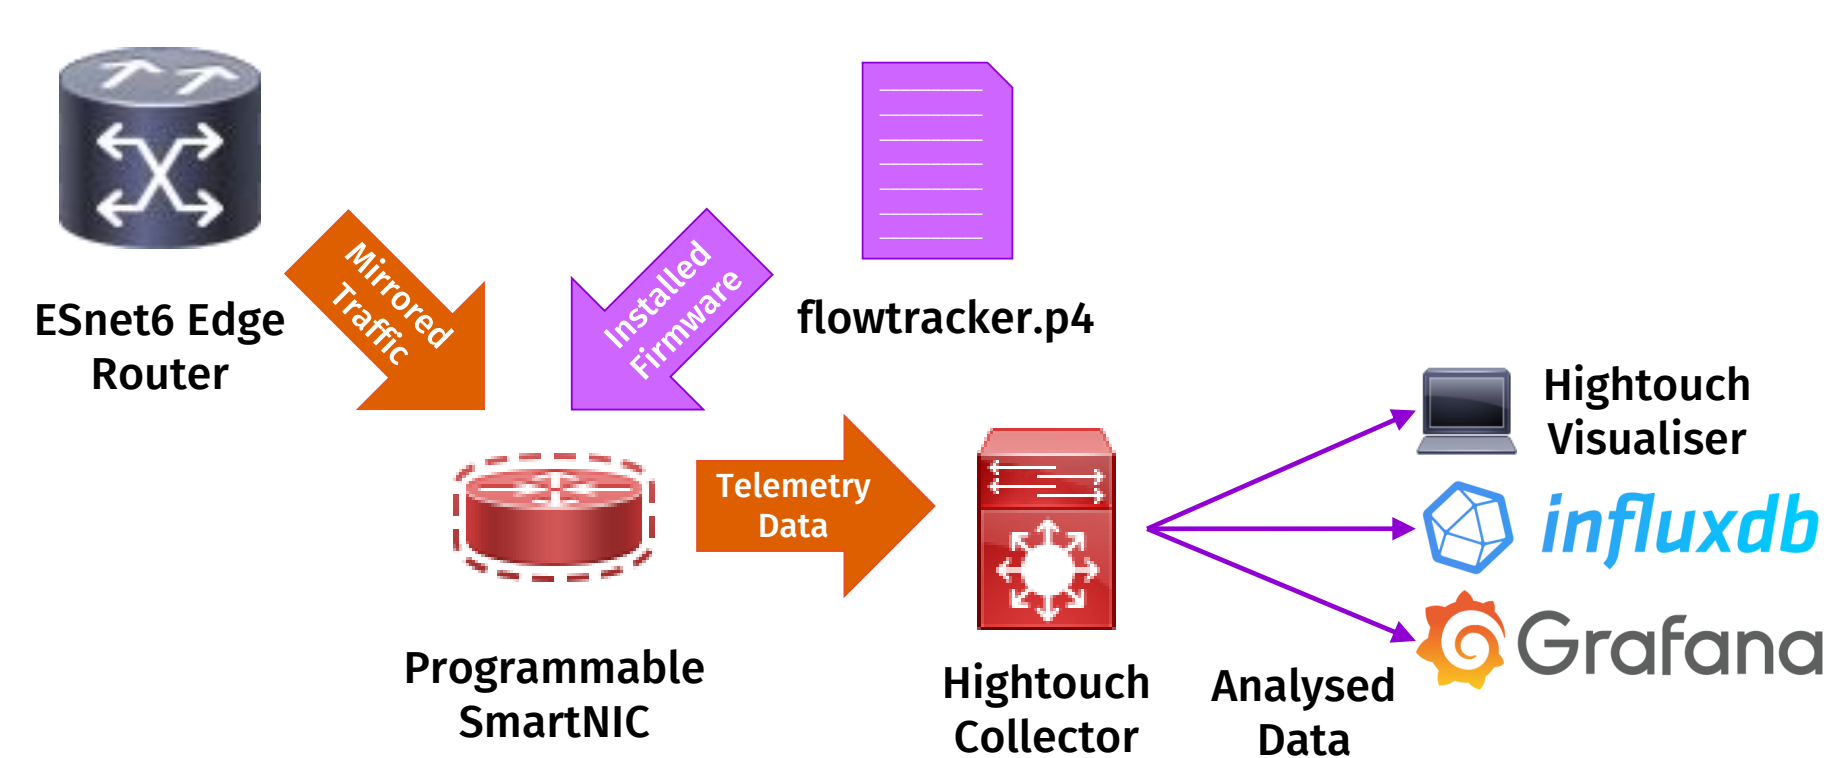 ESnet6 Edge
Router
Mirrored
Traffic
Installed
Firmware
flowtracker.p4
Programmable
SmartNIC
Telemetry
Data
Hightouch
Collector
Analysed
Data
Hightouch
Visualiser
influxdb
Grafana